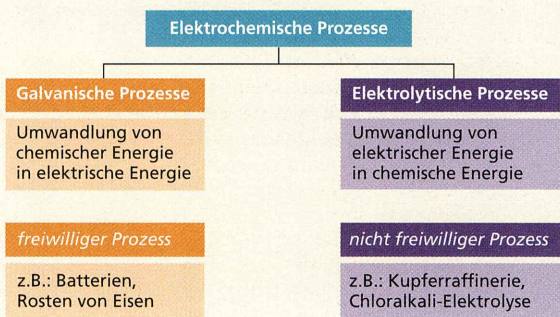 Elektrochemische Prozesse
Galvanische Prozesse
Umwandlung von
chemischer Energie
in elektrische Energie
freiwilliger Prozess
z.B.: Batterien,
Rosten von Eisen
Elektrolytische Prozesse
Umwandlung von
elektrischer Energie
in chemische Energie
nicht freiwilliger Prozess
z.B.: Kupferraffinerie,
Chloralkali-Elektrolyse